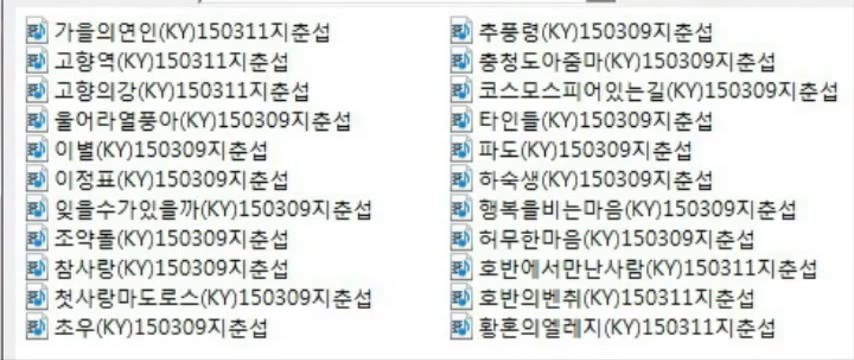 가을의연인(KY)150311지춘섭
고향역(KY)150311지춘섭
고향의강(KY)150311지춘섭
울어라열풍아(KY)150309지춘섭
이별(KY)150309지춘섭
이정표(KY)150309지춘섭
잊을수가있을까(KY)150309지춘섭
조약돌(KY)150309지춘섭
참사랑(KY)150309지춘섭
첫사랑마도로스(KY)150309지춘섭
초우(KY)150309지춘섭
추풍령(KY)150309지춘섭
충청도아줌마(KY)150309지춘섭
코스모스피어있는길(KY)150309지춘섭
타인들(KY)150309지춘섭
파도(KY)150309지춘섭
하숙생(KY)150309지춘섭
행복을비는마음(KY)150309지춘섭
허무한마음(KY)150309지춘섭
호반에서만난사람(KY)150311지춘섭
호반의벤취(KY)150311지춘섭
황혼의엘레지(KY)150311지춘섭